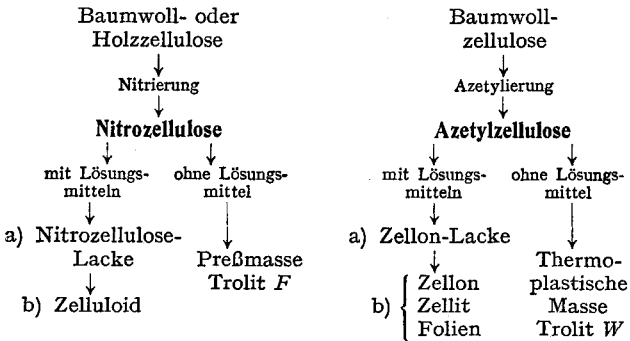 Baumwoll- oder
Holzzellulose
Nitrierung
Nitrozellulose
mit Lösungs-
mitteln
ohne Lösungs-
mittel
a) Nitrozellulose-
Lacke
b) Zelluloid
Preßmasse
Trolit F
Baumwoll-
zellulose
Azetylierung
Azetylzellulose
mit Lösungs-
mitteln
ohne Lösungs-
mittel
a) Zellon-Lacke
b) Zellon
Zellit
Folien
Thermo-
plastische
Masse
Trolit W